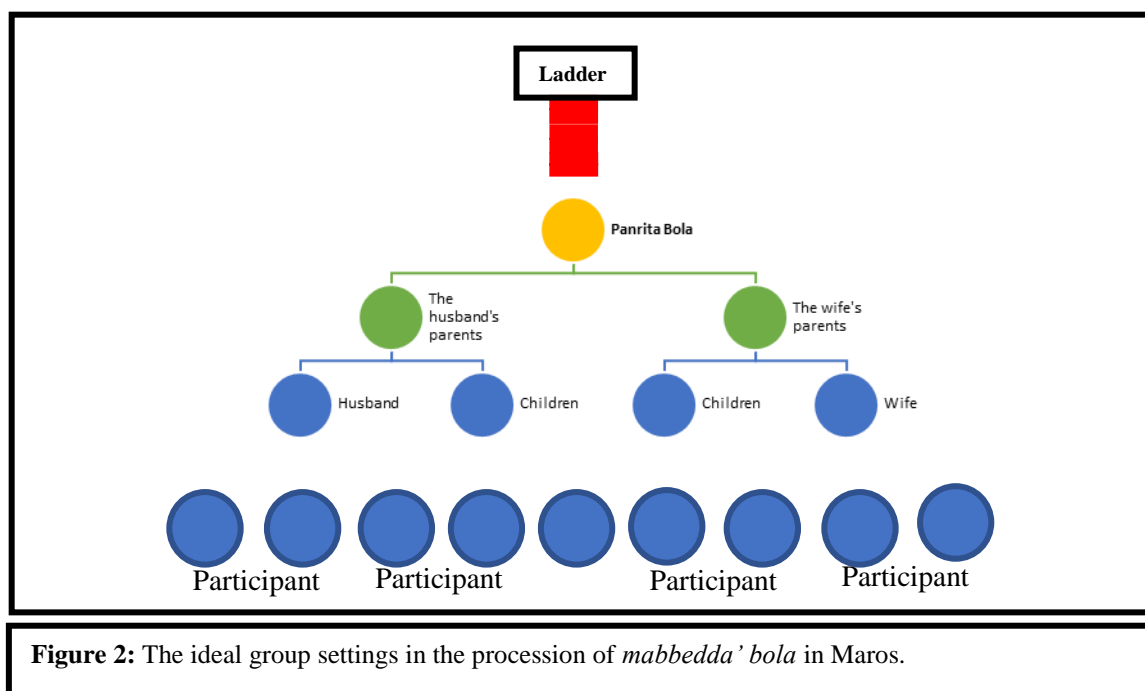 Ladder
Panrita Bola
The
husband's
parents
The wife's
parents
Husband
Children
Children
Wife
Participant
Participant
Participant
Participant
Figure 2: The ideal group settings in the procession of mabbedda’ bola in Maros.